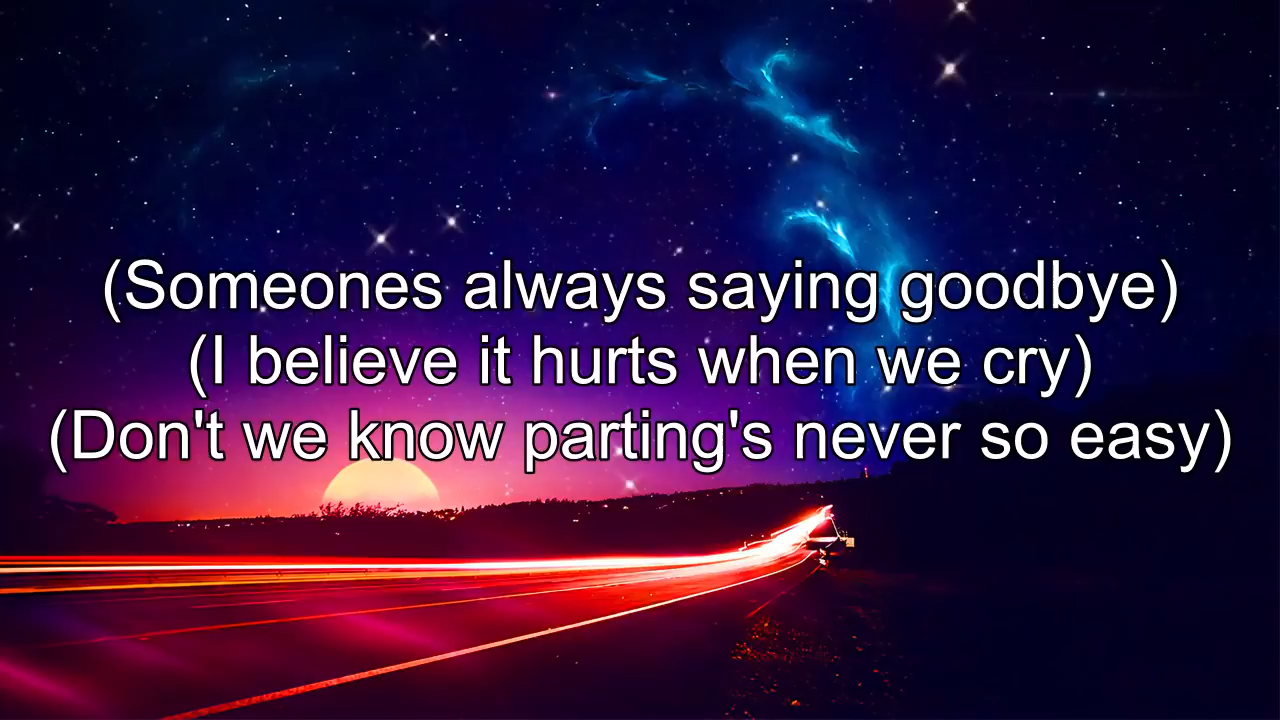 (Someones always saying goodbye)
(I believe it hurts when we cry)
(Don't we know parting's never so easy)